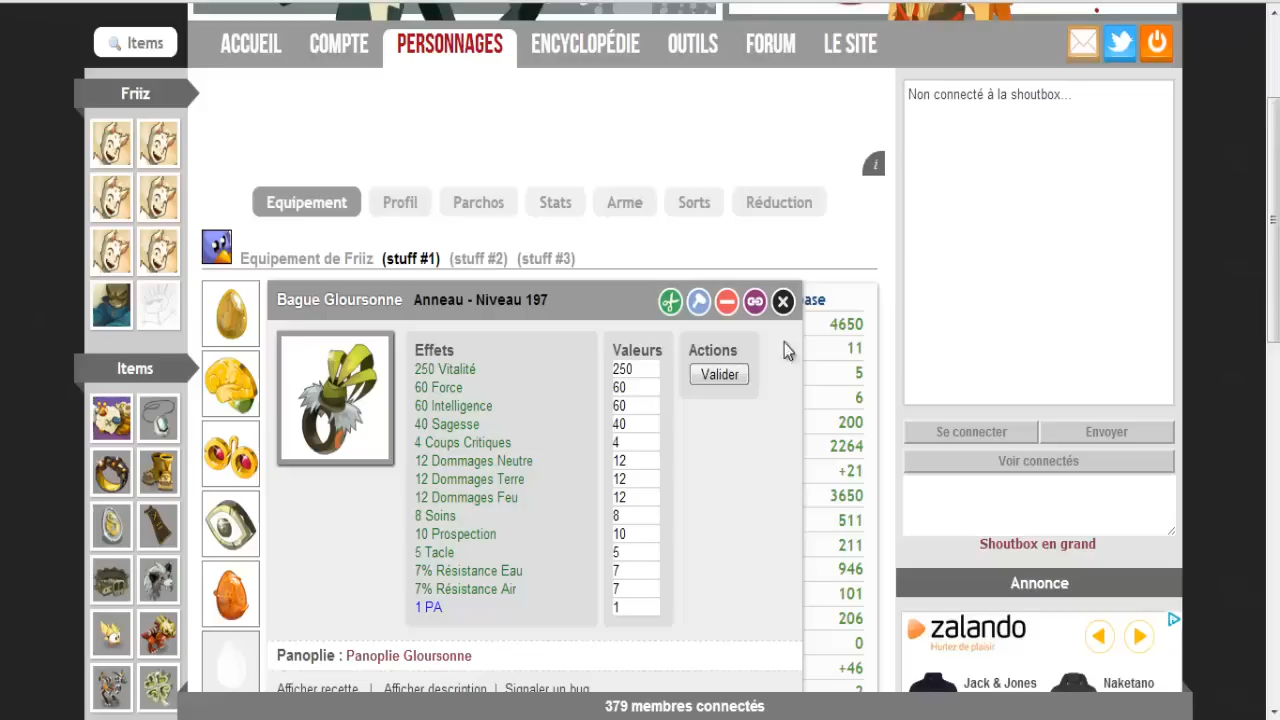 Items
ACCUEIL COMPTE PERSONNAGES ENCYCLOPÉDIE OUTILS FORUM LE SITE
Friiz
Non connecté à la shoutbox...
i
Equipement Profil Parchos Stats Arme Sorts Réduction
Equipement de Friiz (stuff #1) (stuff #2) (stuff #3)
Bague Gloursonne Anneau - Niveau 197
ase
4650
11
5
6
200
2264
+21
3650
511
211
946
101
206
0
+46
Effets Valeurs Actions
250 Vitalité 250 Valider
60 Force 60
60 Intelligence 60
40 Sagesse 40
4 Coups Critiques 4
12 Dommages Neutre 12
12 Dommages Terre 12
12 Dommages Feu 12
8 Soins 8
10 Prospection 10
5 Tacle 5
7% Résistance Eau 7
7% Résistance Air 7
1 PA 1
Panoplie : Panoplie Gloursonne
Afficher recette | Afficher description | Signaler un bug
Items
Se connecter Envoyer
Voir connectés
Shoutbox en grand
Annonce
zalando
Hurlez de plaisir
Jack & Jones Naketano
379 membres connectés